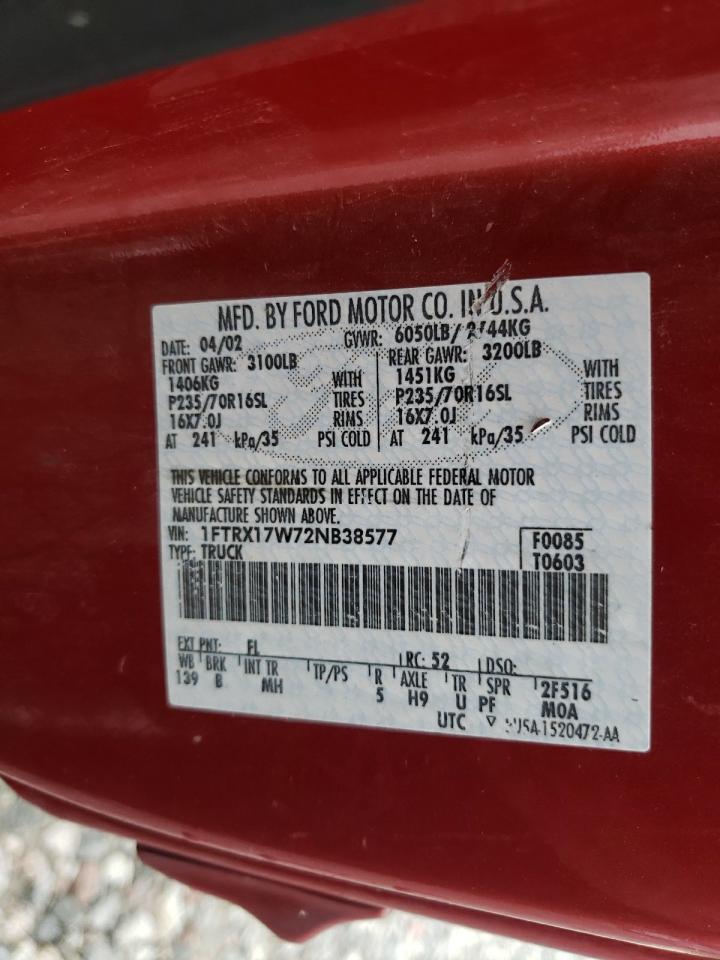 MFD. BY FORD MOTOR CO. IN U.S.A.
DATE: 04/02 GVWR: 6050LB/ 2744KG
FRONT GAWR: 3100LB REAR GAWR: 3200LB
1406KG WITH 1451KG WITH
P235/70R16SL TIRES P235/70R16SL TIRES
16X7.0J RIMS 16X7.0J RIMS
AT 241 kPa/35 PSI COLD AT 241 kPa/35 PSI COLD
THIS VEHICLE CONFORMS TO ALL APPLICABLE FEDERAL MOTOR
VEHICLE SAFETY STANDARDS IN EFFECT ON THE DATE OF
MANUFACTURE SHOWN ABOVE.
VIN: 1FTRX17W72NB38577 F0085
TYPE: TRUCK T0603
EXT PNT: FL RC: 52 DSO:
WB BRK INT TR TP/PS R AXLE TR SPR 2F516
139 B MH 5 H9 U PF M0A
UTC